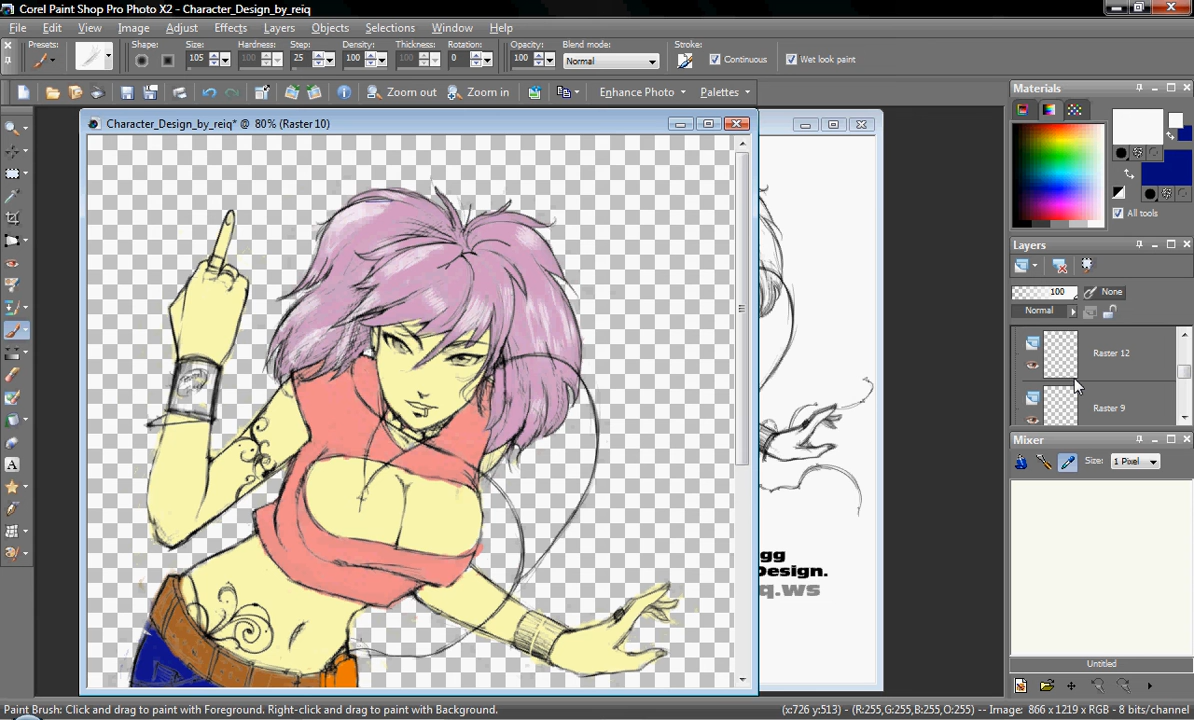 Corel Paint Shop Pro Photo X2 - Character_Design_by_reiq
File Edit View Image Adjust Effects Layers Objects Selections Window Help
Presets: Shape: Size: Hardness: Step: Density: Thickness: Rotation: Opacity: Blend mode: Stroke:
105 100 25 100 100 0 100 Normal Continuous Wet look paint
Zoom out Zoom in Enhance Photo Palettes
Materials
Character_Design_by_reiq* @ 80% (Raster 10)
All tools
Layers
100 None
Normal
Raster 12
Raster 9
Mixer
Size: 1 Pixel
gg
Design.
q.ws
Untitled
Paint Brush: Click and drag to paint with Foreground. Right-click and drag to paint with Background.
(x:726 y:513) - (R:255,G:255,B:255,O:255) -- Image: 866 x 1219 x RGB - 8 bits/channel